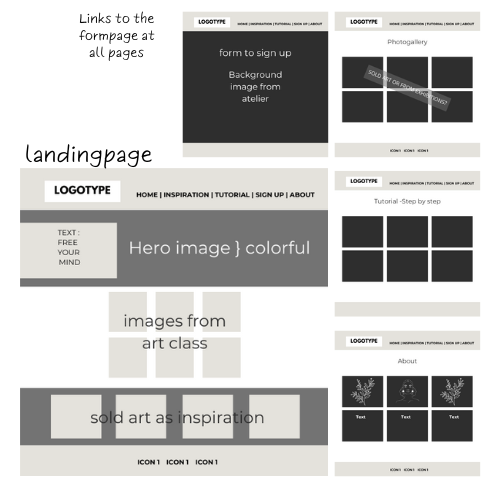 Links to the
formpage at
all pages
LOGOTYPE
HOME | INSPIRATION | TUTORIAL | SIGN UP | ABOUT
form to sign up
Background
image from
atelier
LOGOTYPE
HOME | INSPIRATION | TUTORIAL | SIGN UP | ABOUT
Photogallery
SOLD ART OR FROM EXHIBITIONS?
ICON 1 ICON 1 ICON 1
landingpage
LOGOTYPE
HOME | INSPIRATION | TUTORIAL | SIGN UP | ABOUT
TEXT :
FREE
YOUR
MIND
Hero image } colorful
images from
art class
sold art as inspiration
ICON 1 ICON 1 ICON 1
LOGOTYPE
HOME | INSPIRATION | TUTORIAL | SIGN UP | ABOUT
Tutorial -Step by step
LOGOTYPE
HOME | INSPIRATION | TUTORIAL | SIGN UP | ABOUT
About
Text Text Text
ICON 1 ICON 1 ICON 1